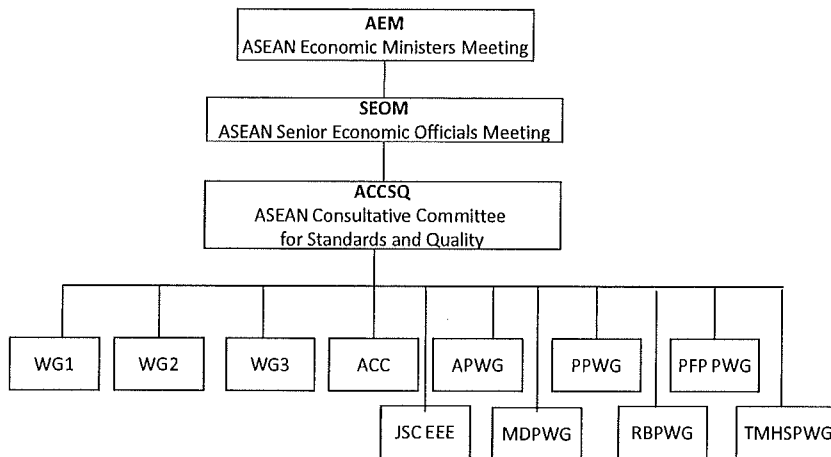 AEM
ASEAN Economic Ministers Meeting
SEOM
ASEAN Senior Economic Officials Meeting
ACCSQ
ASEAN Consultative Committee
for Standards and Quality
WG1
WG2
WG3
ACC
APWG
PPWG
PFP PWG
JSC EEE
MDPWG
RBPWG
TMHSPWG